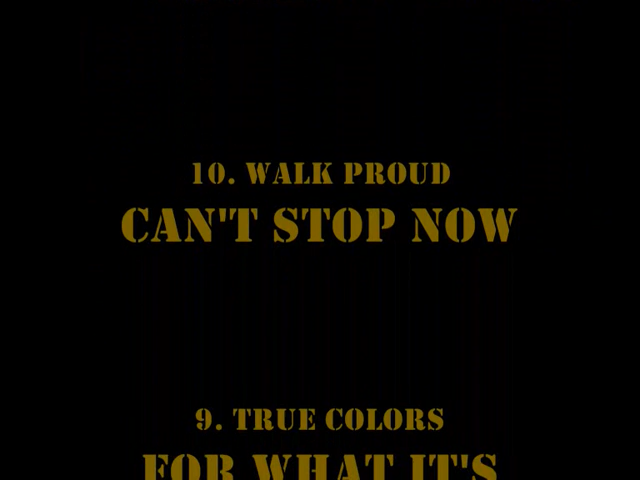 10. WALK PROUD
CAN'T STOP NOW
9. TRUE COLORS
FOR WHAT IT'S